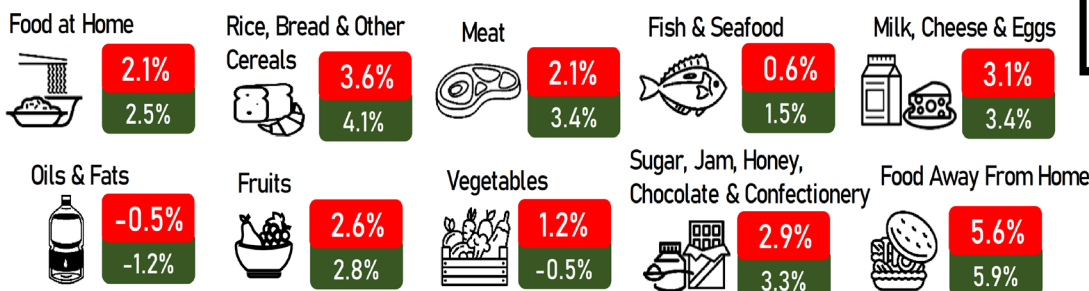 Food at Home
2.1%
2.5%
Rice, Bread & Other
Cereals
3.6%
4.1%
Meat
2.1%
3.4%
Fish & Seafood
0.6%
1.5%
Milk, Cheese & Eggs
3.1%
3.4%
Oils & Fats
-0.5%
-1.2%
Fruits
2.6%
2.8%
Vegetables
1.2%
-0.5%
Sugar, Jam, Honey,
Chocolate & Confectionery
2.9%
3.3%
Food Away From Home
5.6%
5.9%